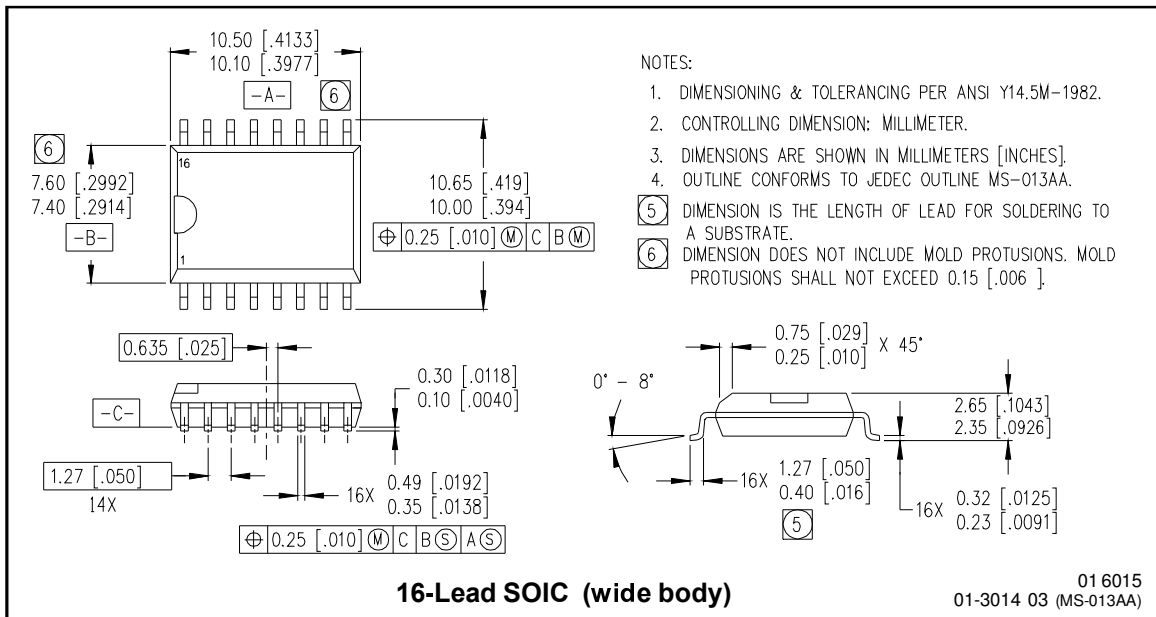 10.50 [.4133]
10.10 [.3977]
-A-
6
6
7.60 [.2992]
7.40 [.2914]
-B-
16
1
10.65 [.419]
10.00 [.394]
⌖ 0.25 [.010] Ⓜ C B Ⓜ
NOTES:
1. DIMENSIONING & TOLERANCING PER ANSI Y14.5M-1982.
2. CONTROLLING DIMENSION: MILLIMETER.
3. DIMENSIONS ARE SHOWN IN MILLIMETERS [INCHES].
4. OUTLINE CONFORMS TO JEDEC OUTLINE MS-013AA.
5 DIMENSION IS THE LENGTH OF LEAD FOR SOLDERING TO
A SUBSTRATE.
6 DIMENSION DOES NOT INCLUDE MOLD PROTUSIONS. MOLD
PROTUSIONS SHALL NOT EXCEED 0.15 [.006 ].
0.635 [.025]
-C-
0.30 [.0118]
0.10 [.0040]
1.27 [.050]
14X
16X 0.49 [.0192]
0.35 [.0138]
⌖ 0.25 [.010] Ⓜ C B Ⓢ A Ⓢ
0.75 [.029]
0.25 [.010] X 45°
0° - 8°
2.65 [.1043]
2.35 [.0926]
16X 1.27 [.050]
0.40 [.016]
5
16X 0.32 [.0125]
0.23 [.0091]
16-Lead SOIC (wide body)
01 6015
01-3014 03 (MS-013AA)